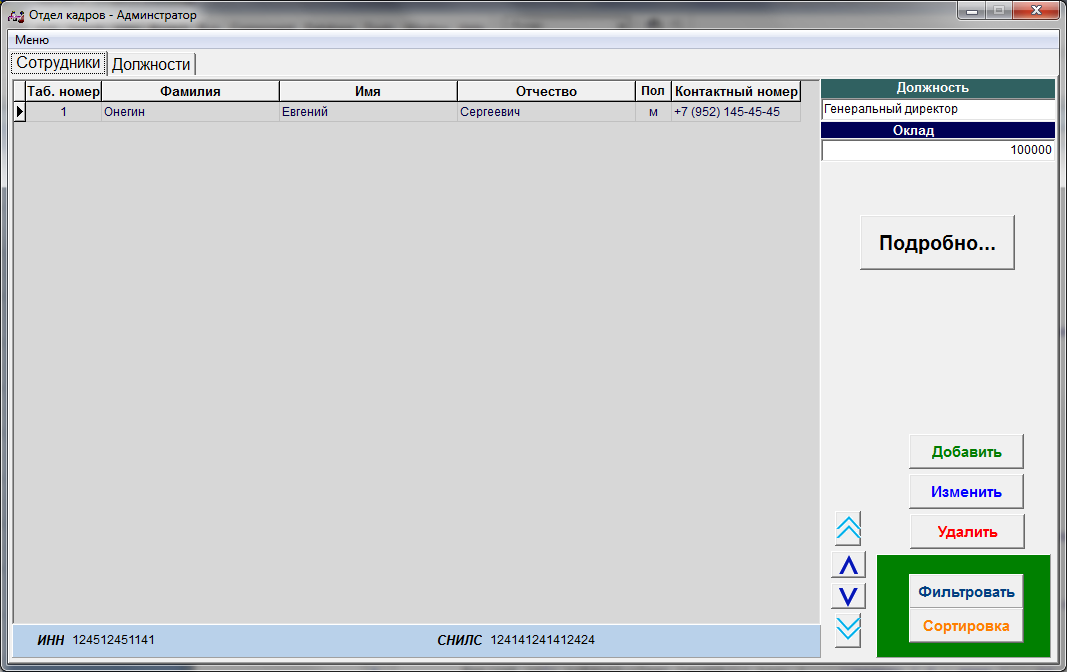 Отдел кадров - Админстратор
Меню
Сотрудники Должности
Таб. номер Фамилия Имя Отчество Пол Контактный номер
1 Онегин Евгений Сергеевич м +7 (952) 145-45-45
Должность
Генеральный директор
Оклад
100000
Подробно...
Добавить
Изменить
Удалить
Фильтровать
Сортировка
ИНН 124512451141 СНИЛС 124141241412424